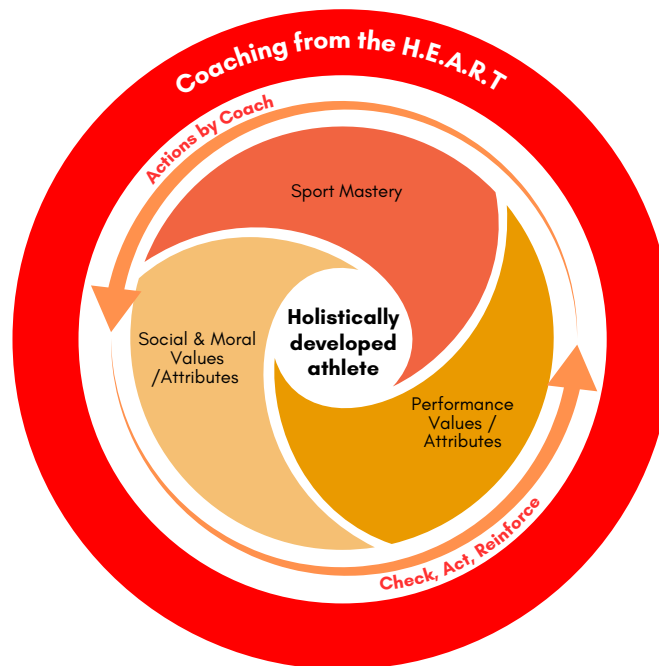 Coaching from the H.E.A.R.T
Actions by Coach
Sport Mastery
Holistically
developed
athlete
Social & Moral
Values
/Attributes
Performance
Values /
Attributes
Check, Act, Reinforce